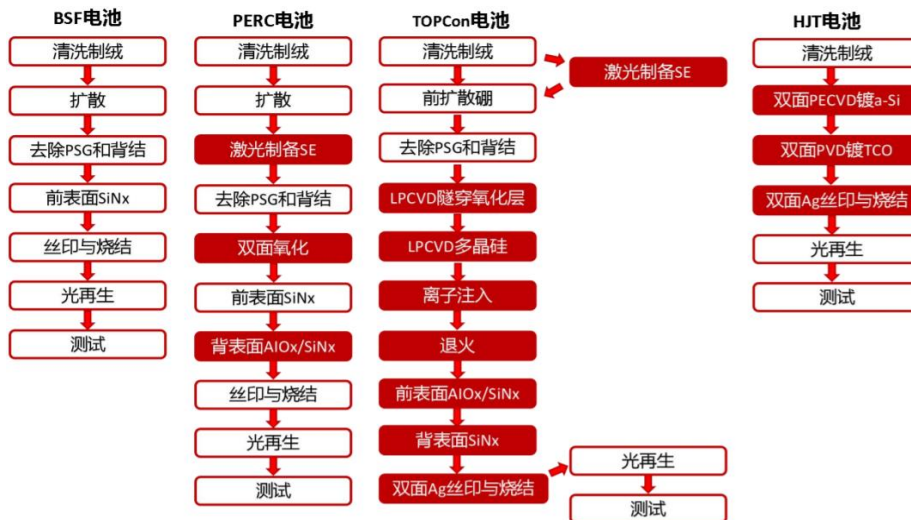 BSF电池
清洗制绒
扩散
去除PSG和背结
前表面SiNx
丝印与烧结
光再生
测试
PERC电池
清洗制绒
扩散
激光制备SE
去除PSG和背结
双面氧化
前表面SiNx
背表面AlOx/SiNx
丝印与烧结
光再生
测试
TOPCon电池
清洗制绒
激光制备SE
前扩散硼
去除PSG和背结
LPCVD隧穿氧化层
LPCVD多晶硅
离子注入
退火
前表面AlOx/SiNx
背表面SiNx
双面Ag丝印与烧结
光再生
测试
HJT电池
清洗制绒
双面PECVD镀a-Si
双面PVD镀TCO
双面Ag丝印与烧结
光再生
测试